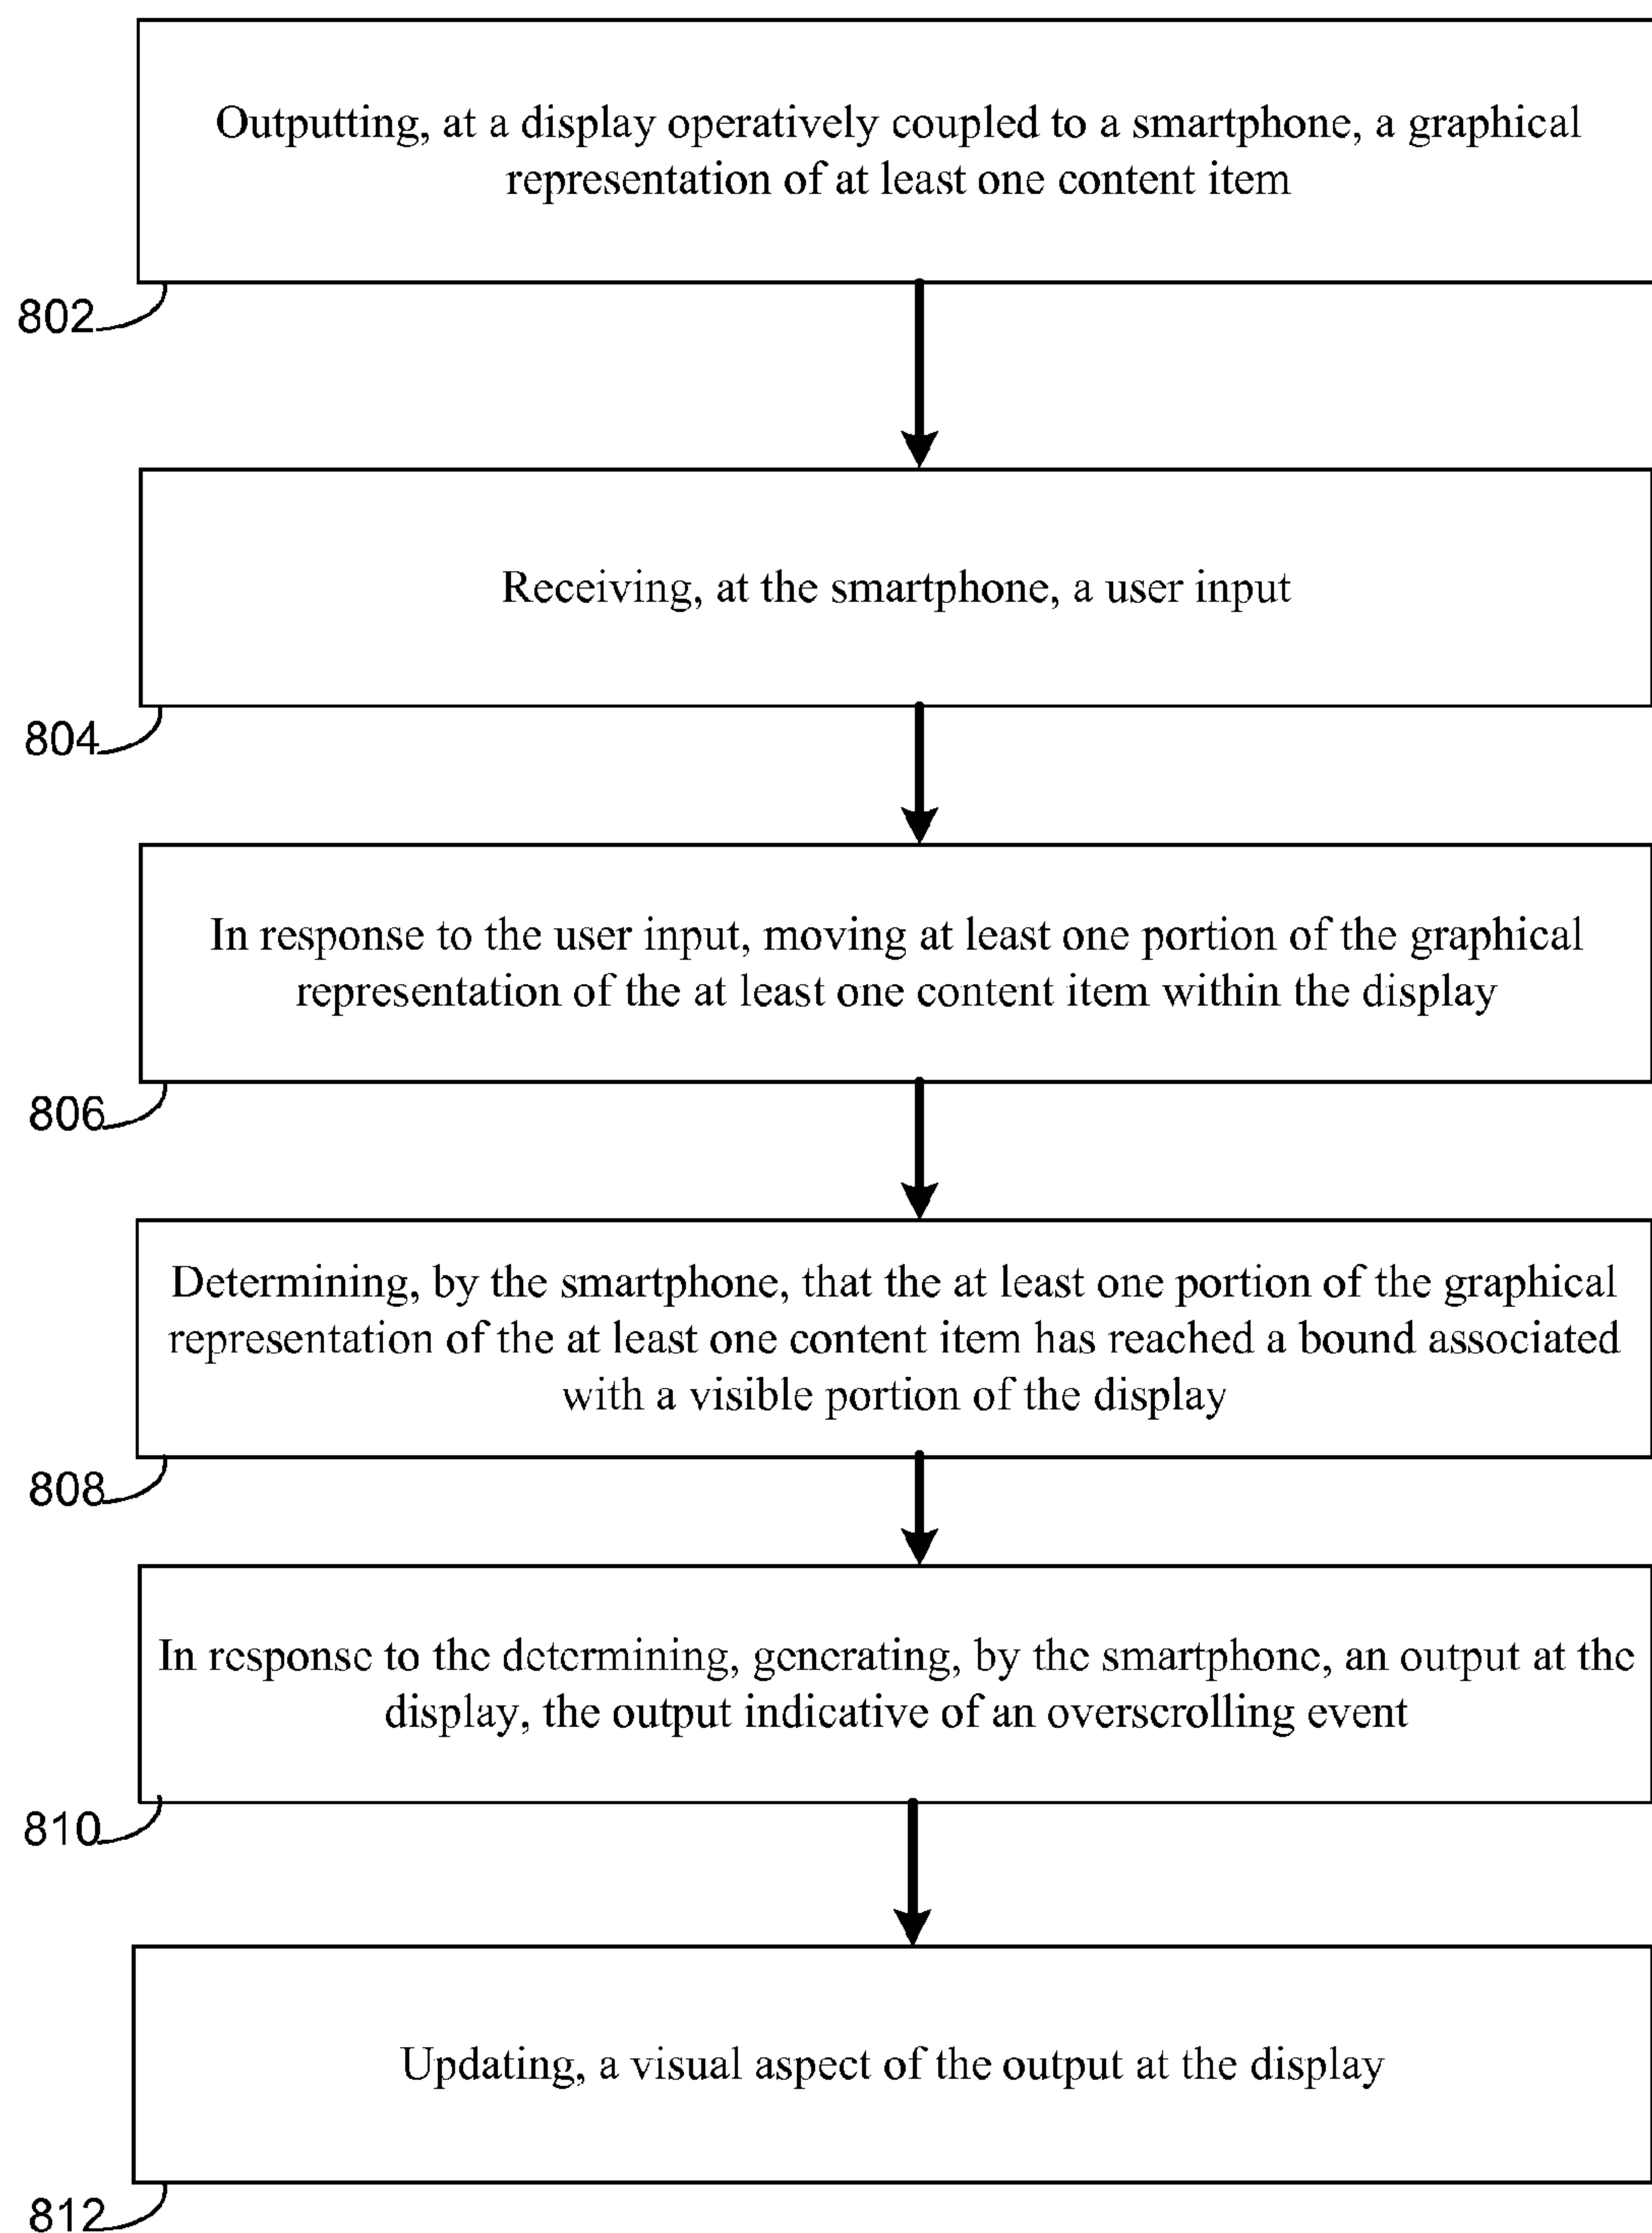 Outputting, at a display operatively coupled to a smartphone, a graphical
representation of at least one content item
802
Receiving, at the smartphone, a user input
804
In response to the user input, moving at least one portion of the graphical
representation of the at least one content item within the display
806
Determining, by the smartphone, that the at least one portion of the graphical
representation of the at least one content item has reached a bound associated
with a visible portion of the display
808
In response to the determining, generating, by the smartphone, an output at the
display, the output indicative of an overscrolling event
810
Updating, a visual aspect of the output at the display
812